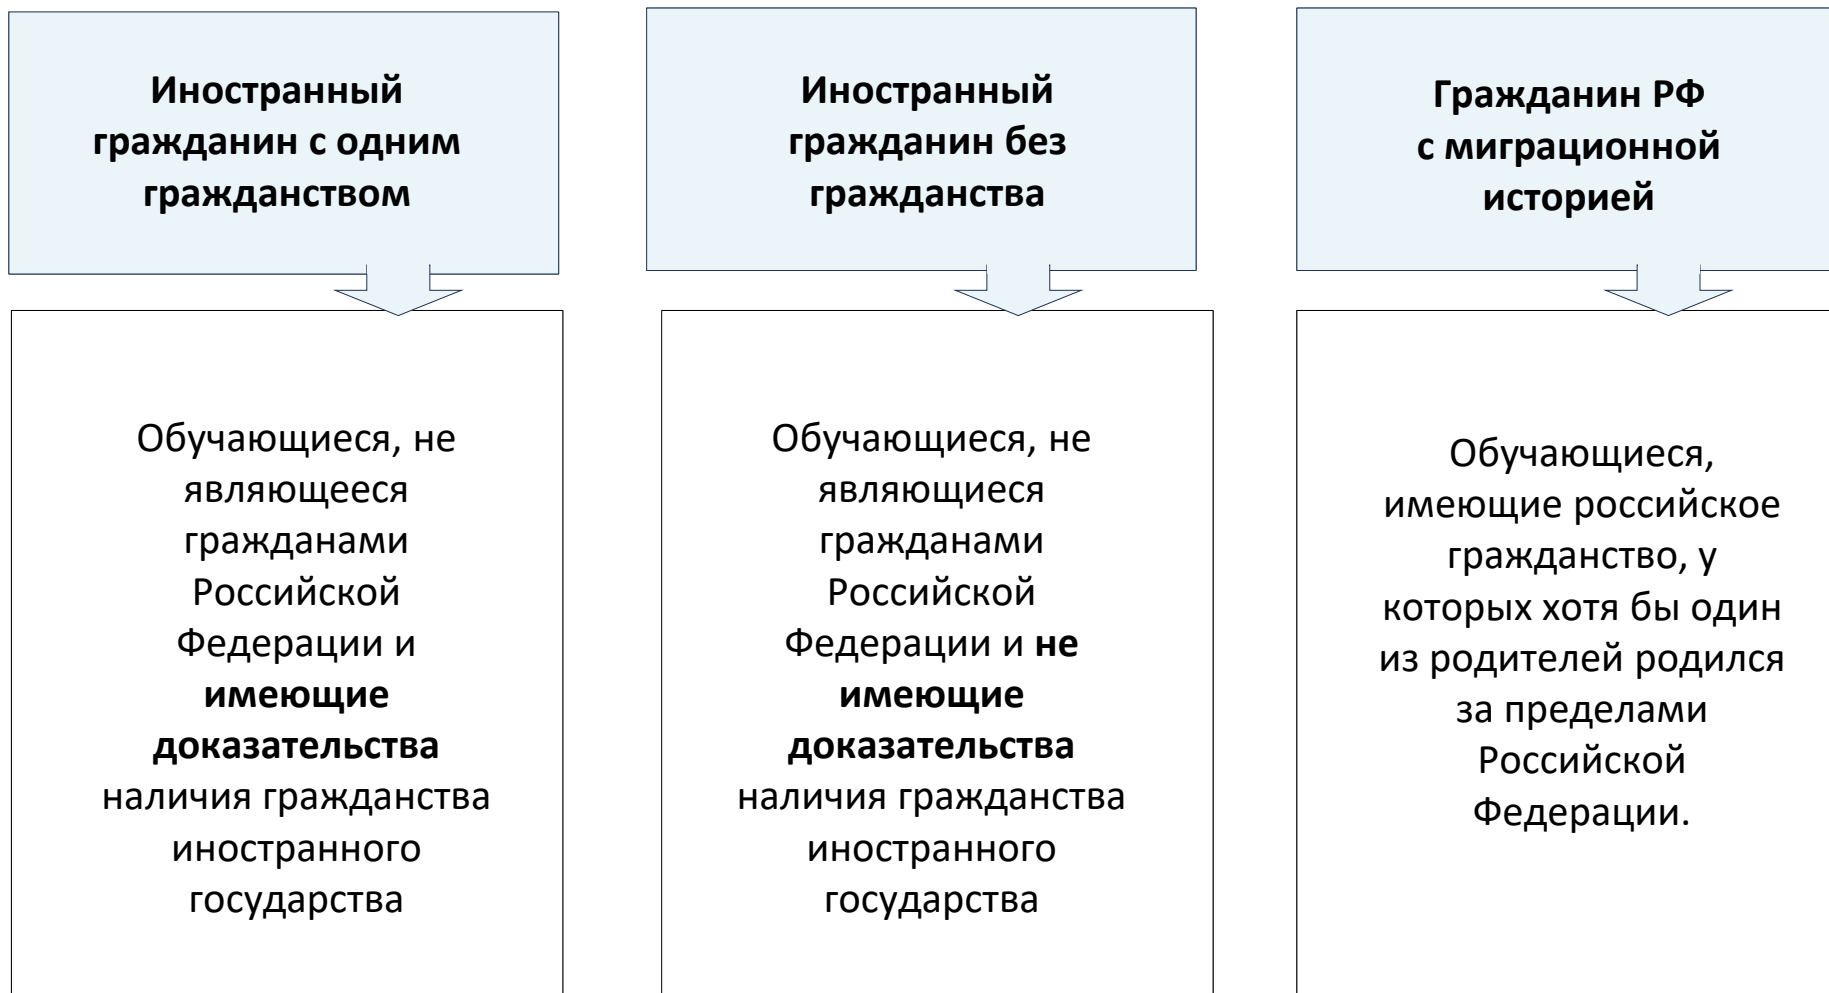 Иностранный
гражданин с одним
гражданством
Обучающиеся, не
являющееся
гражданами
Российской
Федерации и
имеющие
доказательства
наличия гражданства
иностранного
государства
Иностранный
гражданин без
гражданства
Обучающиеся, не
являющиеся
гражданами
Российской
Федерации и не
имеющие
доказательства
наличия гражданства
иностранного
государства
Гражданин РФ
с миграционной
историей
Обучающиеся,
имеющие российское
гражданство, у
которых хотя бы один
из родителей родился
за пределами
Российской
Федерации.